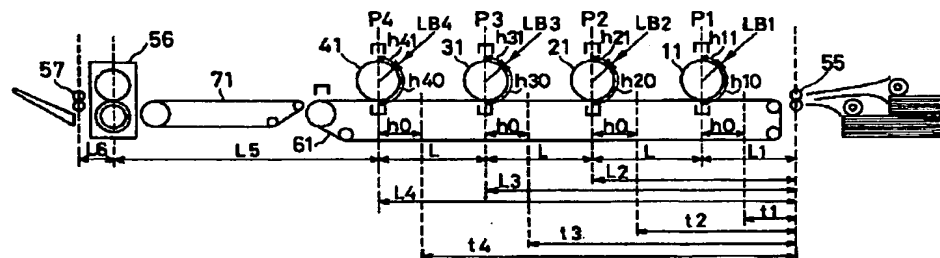 56 P4 P3 P2 P1
57 71 41 h41 LB4 31 h31 LB3 21 h21 LB2 11 h11 LB1 55
h40 h30 h20 h10
61 h0 h0 h0 h0
L6 L5 L L L L1
L2
L4 L3
t1
t2
t4 t3